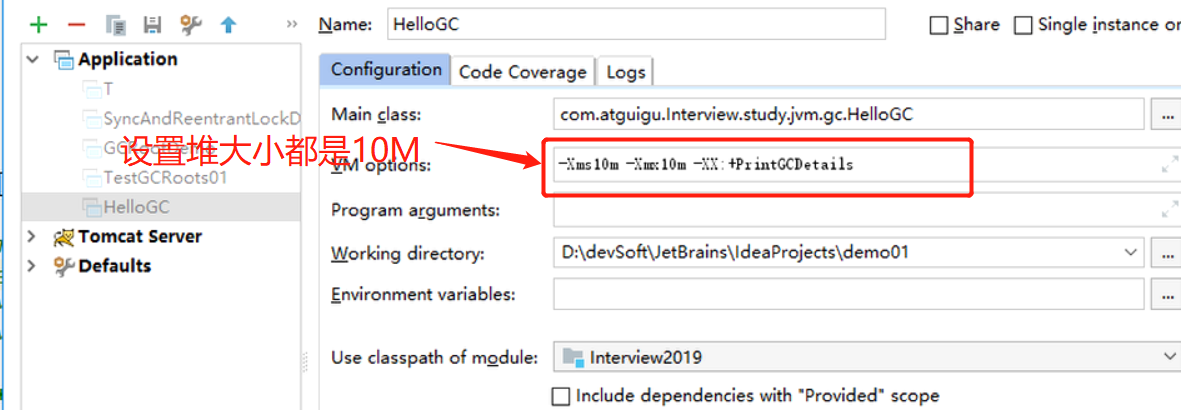 Name: HelloGC Share Single instance or
Application
T
SyncAndReentrantLockD
TestGCRoots01
HelloGC
Tomcat Server
Defaults
Configuration Code Coverage Logs
Main class: com.atguigu.Interview.study.jvm.gc.HelloGC ...
设置堆大小都是10M
VM options: -Xms10m -Xmx10m -XX:+PrintGCDetails
Program arguments:
Working directory: D:\devSoft\JetBrains\IdeaProjects\demo01 ...
Environment variables: ...
Use classpath of module: Interview2019
Include dependencies with "Provided" scope